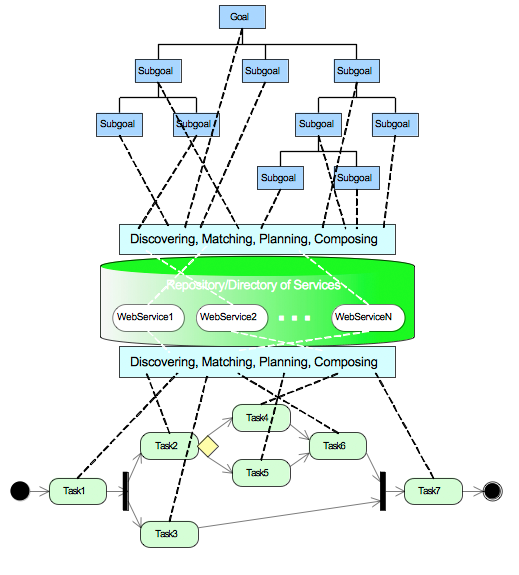 Goal
Subgoal
Subgoal
Subgoal
Subgoal
Subgoal
Subgoal
Subgoal
Subgoal
Subgoal
Discovering, Matching, Planning, Composing
Repository/Directory of Services
WebService1
WebService2
WebServiceN
Discovering, Matching, Planning, Composing
Task4
Task2
Task6
Task5
Task1
Task7
Task3